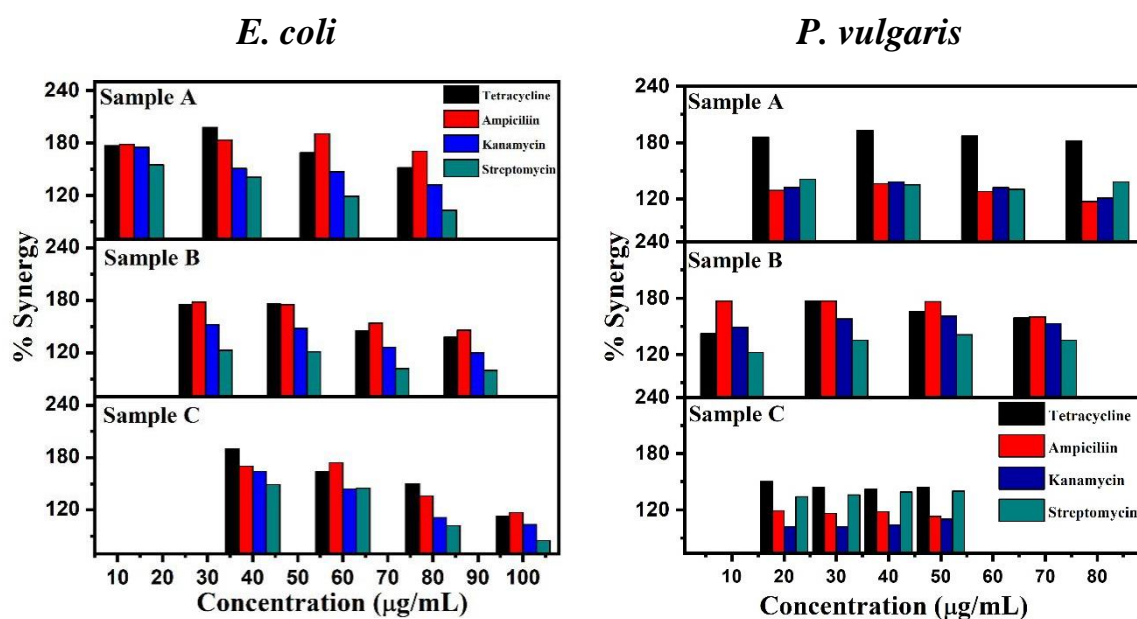 E. coli
P. vulgaris
% Synergy
240
180
120
Sample A
Tetracycline
Ampiciliin
Kanamycin
Streptomycin
240
180
120
Sample B
240
180
120
Sample C
10 20 30 40 50 60 70 80 90 100
Concentration (μg/mL)
% Synergy
240
180
120
Sample A
240
180
120
Sample B
240
180
120
Sample C
Tetracycline
Ampiciliin
Kanamycin
Streptomycin
10 20 30 40 50 60 70 80
Concentration (μg/mL)